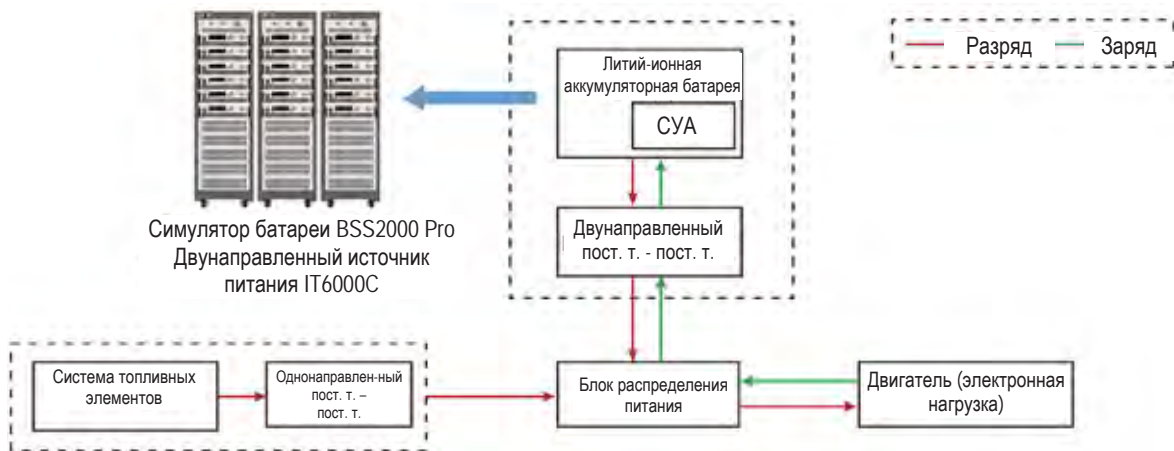 Разряд
Заряд
Литий-ионная
аккумуляторная батарея
СУА
Симулятор батареи BSS2000 Pro
Двунаправленный источник
питания IT6000C
Двунаправленный
пост. т. - пост. т.
Система топливных
элементов
Однонаправлен-ный
пост. т. –
пост. т.
Блок распределения
питания
Двигатель (электронная
нагрузка)